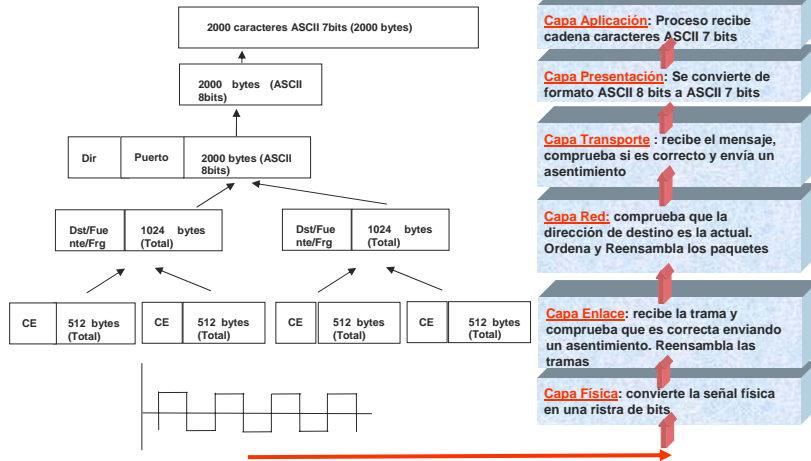 2000 caracteres ASCII 7bits (2000 bytes)
2000 bytes (ASCII
8bits)
Dir
Puerto
2000 bytes (ASCII
8bits)
Dst/Fue
nte/Frg
1024 bytes
(Total)
Dst/Fue
nte/Frg
1024 bytes
(Total)
CE
512 bytes
(Total)
CE
512 bytes
(Total)
CE
512 bytes
(Total)
CE
512 bytes
(Total)
Capa Aplicación: Proceso recibe
cadena caracteres ASCII 7 bits
Capa Presentación: Se convierte de
formato ASCII 8 bits a ASCII 7 bits
Capa Transporte : recibe el mensaje,
comprueba si es correcto y envía un
asentimiento
Capa Red: comprueba que la
dirección de destino es la actual.
Ordena y Reensambla los paquetes
Capa Enlace: recibe la trama y
comprueba que es correcta enviando
un asentimiento. Reensambla las
tramas
Capa Física: convierte la señal física
en una ristra de bits